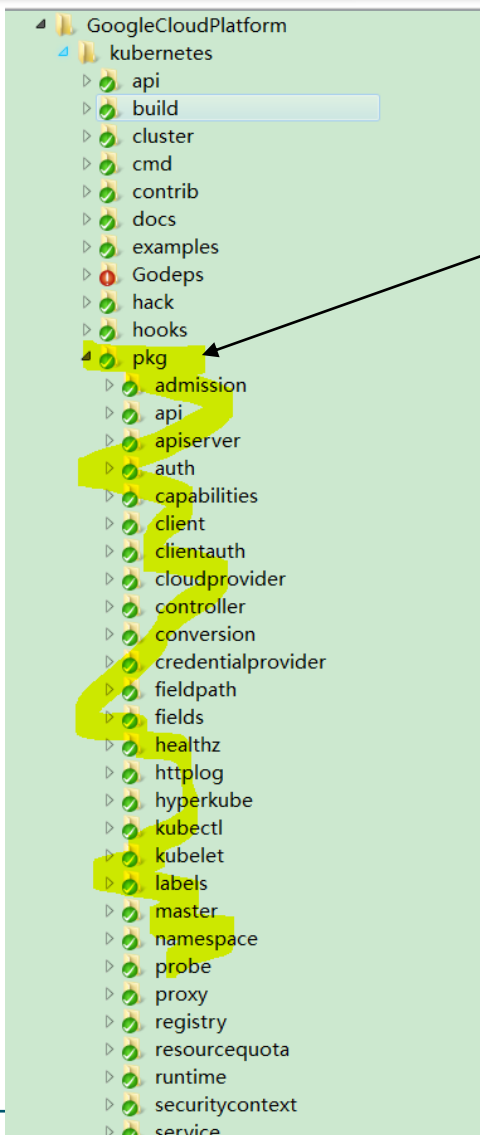 GoogleCloudPlatform
kubernetes
api
build
cluster
cmd
contrib
docs
examples
Godeps
hack
hooks
pkg
admission
api
apiserver
auth
capabilities
client
clientauth
cloudprovider
controller
conversion
credentialprovider
fieldpath
fields
healthz
httplog
hyperkube
kubectl
kubelet
labels
master
namespace
probe
proxy
registry
resourcequota
runtime
securitycontext
service